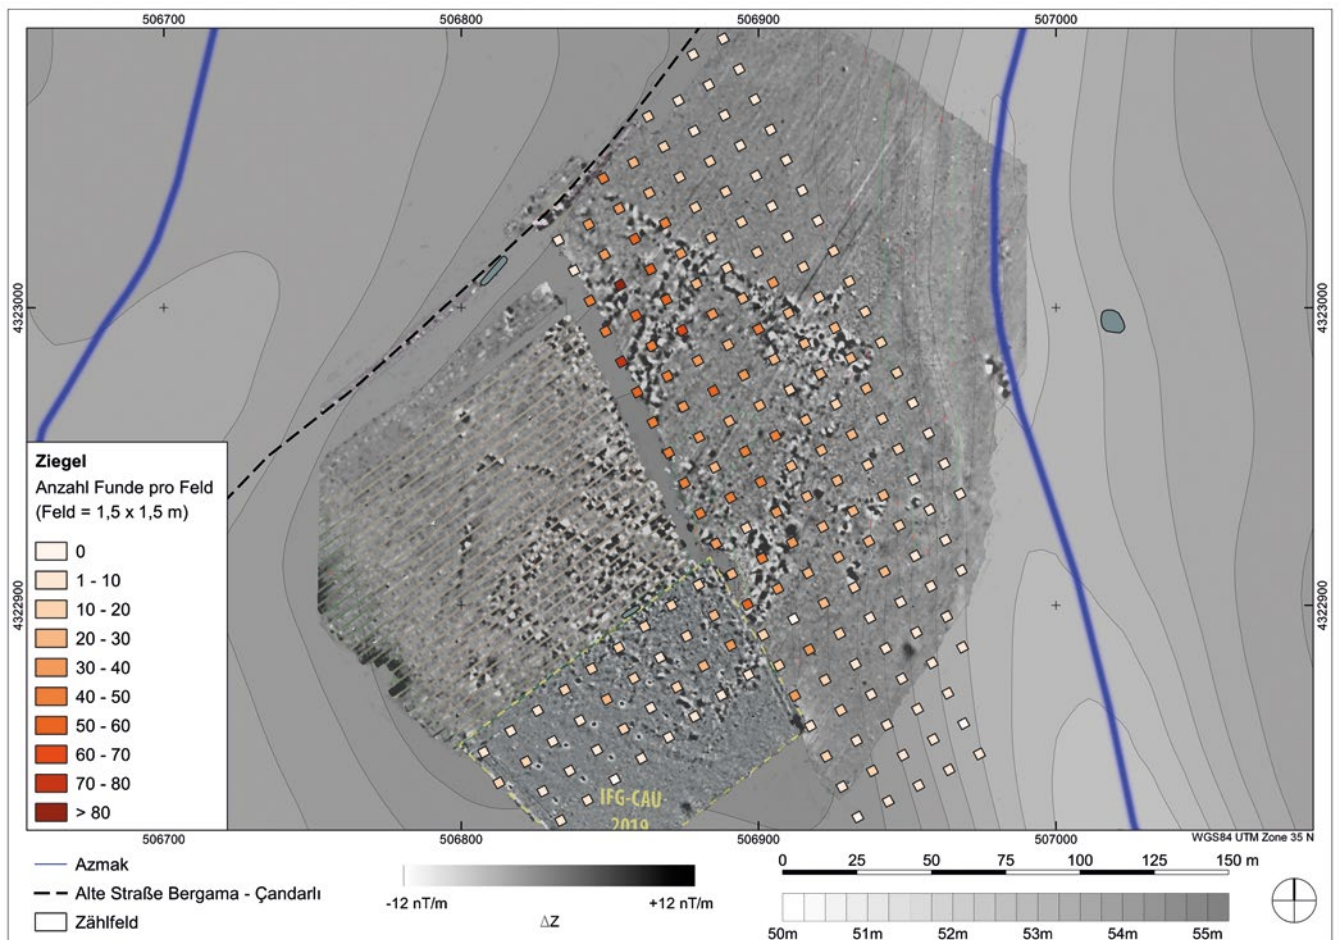 506700
506800
506900
507000
4323000
4323000
4322900
4322900
IFG-CAU
2019
Ziegel
Anzahl Funde pro Feld
(Feld = 1,5 x 1,5 m)
0
1 - 10
10 - 20
20 - 30
30 - 40
40 - 50
50 - 60
60 - 70
70 - 80
> 80
506700
506800
506900
507000
WGS84 UTM Zone 35 N
Azmak
Alte Straße Bergama - Çandarlı
Zählfeld
-12 nT/m
+12 nT/m
ΔZ
0
25
50
75
100
125
150 m
50m
51m
52m
53m
54m
55m